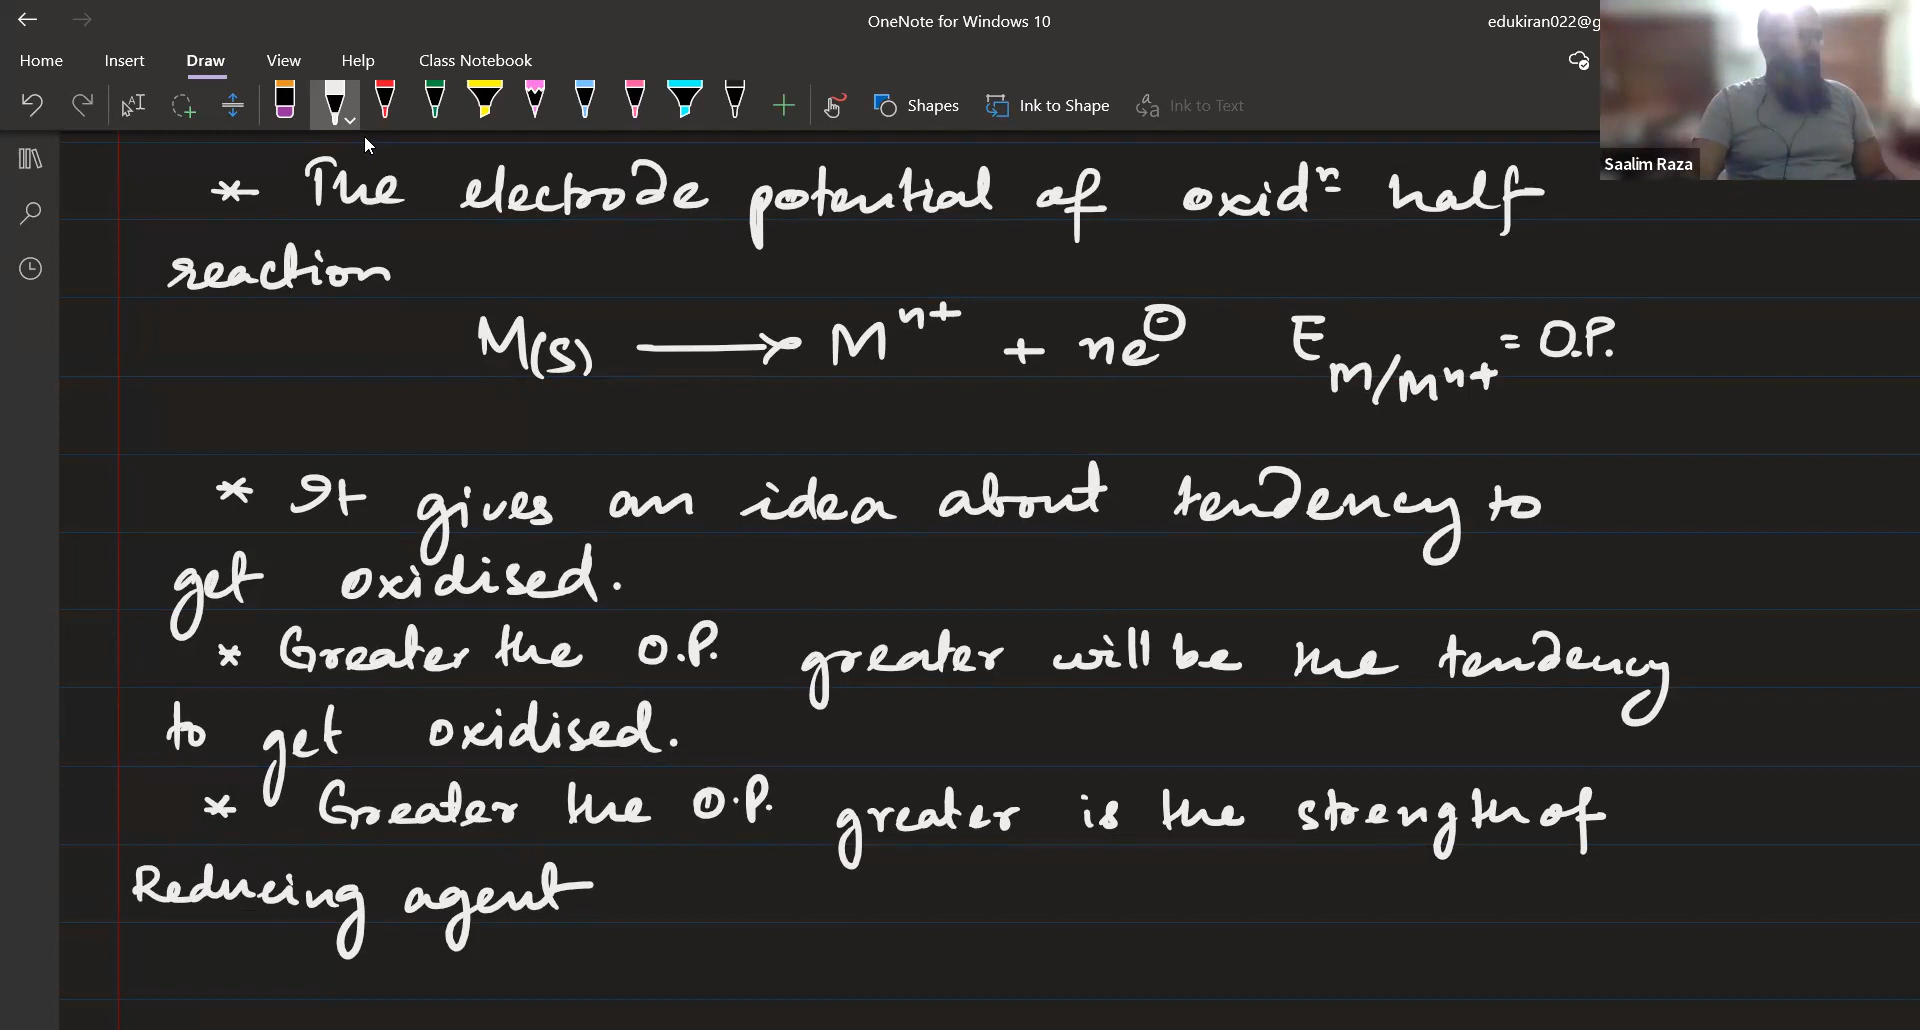 OneNote for Windows 10
edukiran022@g
Home Insert Draw View Help Class Notebook
Shapes Ink to Shape Ink to Text
Saalim Raza
* The electrode potential of oxidⁿ half
reaction
M(s) ⟶ Mⁿ⁺ + ne⊖ E M/Mⁿ⁺ = O.P.
* It gives an idea about tendency to
get oxidised.
* Greater the O.P. greater will be the tendency
to get oxidised.
* Greater the O.P. greater is the strength of
Reducing agent